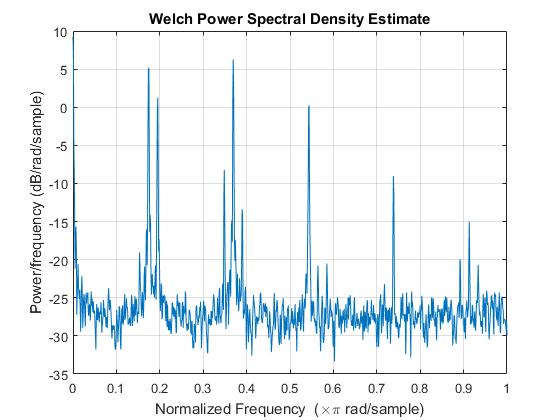 Welch Power Spectral Density Estimate
10
5
0
-5
-10
-15
-20
-25
-30
-35
Power/frequency (dB/rad/sample)
0 0.1 0.2 0.3 0.4 0.5 0.6 0.7 0.8 0.9 1
Normalized Frequency (×π rad/sample)